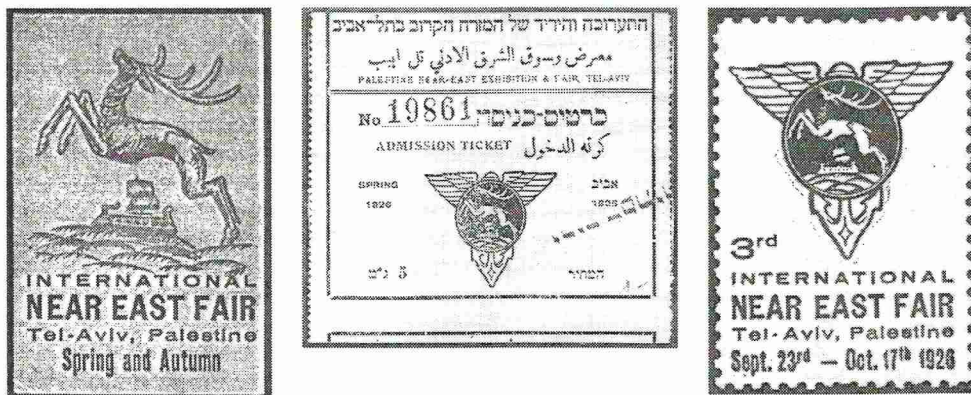 INTERNATIONAL
NEAR EAST FAIR
Tel-Aviv, Palestine
Spring and Autumn
התערוכה והיריד של המזרח הקרוב בתל־אביב
معرض وسوق الشرق الادني تل ابيب
PALESTINE NEAR-EAST EXHIBITION & FAIR, TEL-AVIV
No 19861 כרטיס-כניסה
ADMISSION TICKET كرته الدخول
SPRING אביב
1926 1926
המחיר 5 ג"מ
3rd
INTERNATIONAL
NEAR EAST FAIR
Tel-Aviv, Palestine
Sept. 23rd — Oct. 17th 1926